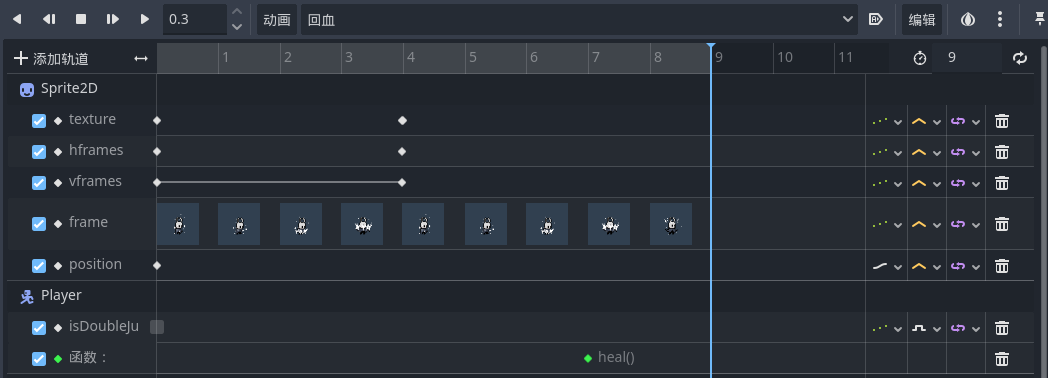 0.3 动画 回血 编辑
添加轨道 1 2 3 4 5 6 7 8 9 10 11 9
Sprite2D
texture
hframes
vframes
frame
position
Player
isDoubleJu
函数： heal()